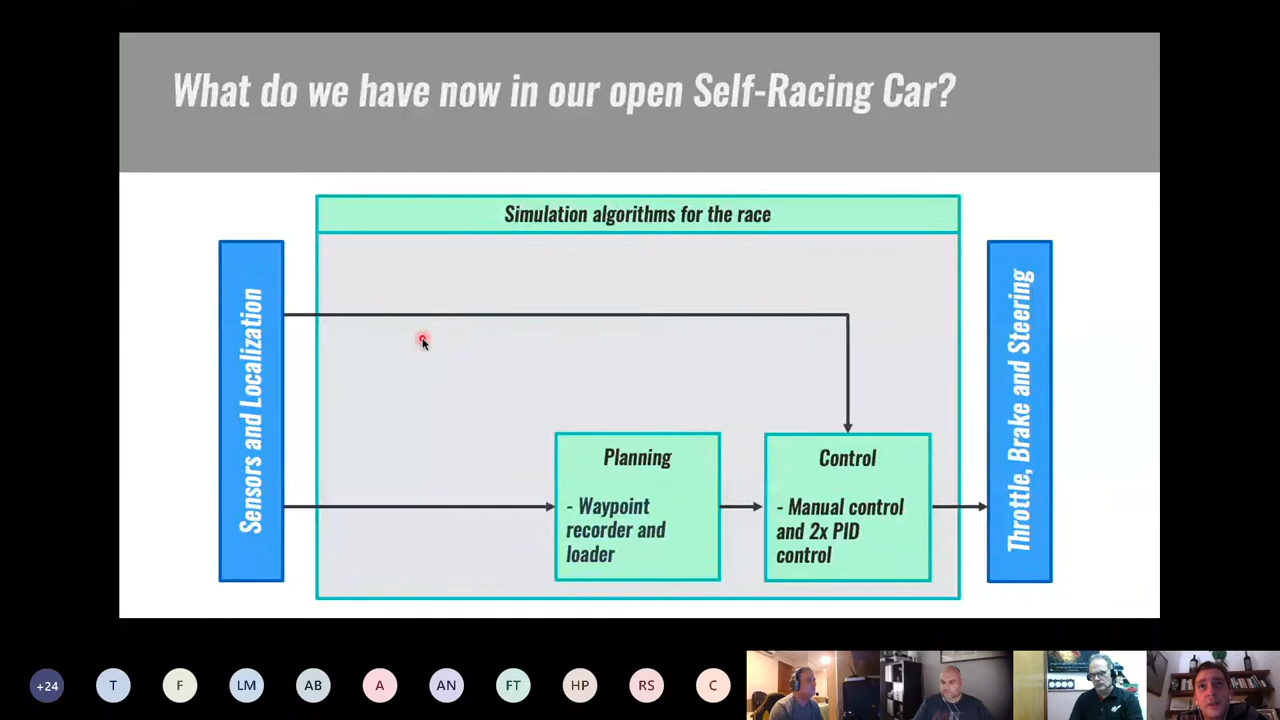 What do we have now in our open Self-Racing Car?
Simulation algorithms for the race
Sensors and Localization
Planning
- Waypoint
recorder and
loader
Control
- Manual control
and 2x PID
control
Throttle, Brake and Steering
+24
T
F
LM
AB
A
AN
FT
HP
RS
C